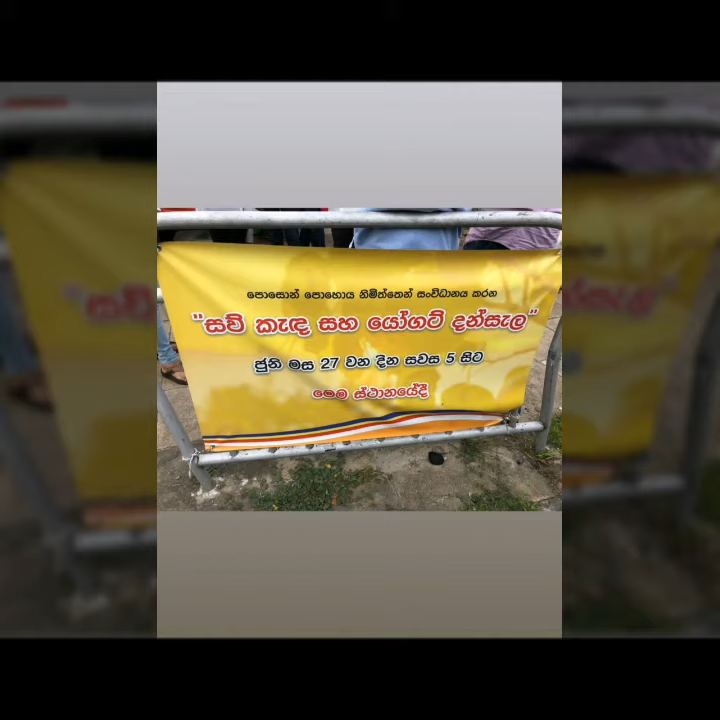 පොසොන් පොහොය නිමිත්තෙන් සංවිධානය කරන
"සව් කැඳ සහ යෝගට් දන්සැල"
ජුනි මස 27 වන දින සවස 5 සිට
මෙම ස්ථානයේදී